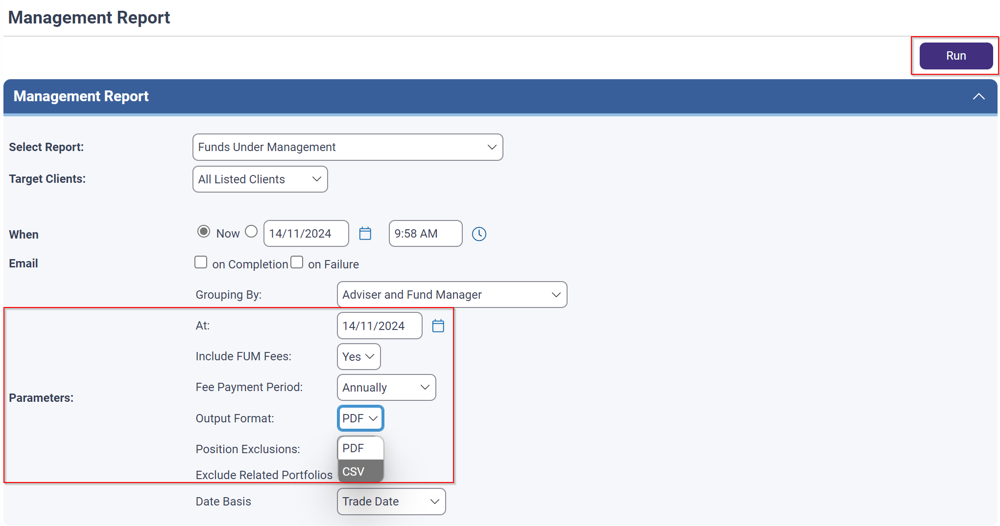 Management Report
Run
Management Report
Select Report: Funds Under Management
Target Clients: All Listed Clients
When Now 14/11/2024 9:58 AM
Email on Completion on Failure
Grouping By: Adviser and Fund Manager
At: 14/11/2024
Include FUM Fees: Yes
Fee Payment Period: Annually
Parameters:
Output Format: PDF
Position Exclusions: PDF
Exclude Related Portfolios CSV
Date Basis Trade Date